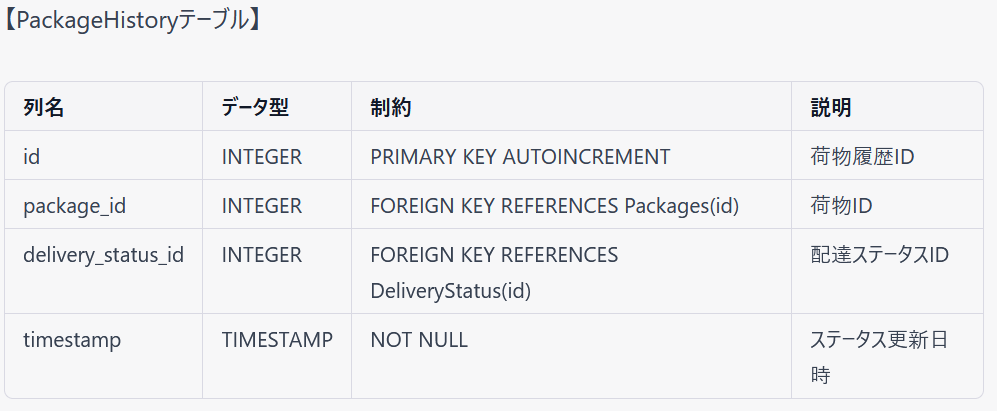 【PackageHistoryテーブル】
列名 データ型 制約 説明
id INTEGER PRIMARY KEY AUTOINCREMENT 荷物履歴ID
package_id INTEGER FOREIGN KEY REFERENCES Packages(id) 荷物ID
delivery_status_id INTEGER FOREIGN KEY REFERENCES 配達ステータスID
DeliveryStatus(id)
timestamp TIMESTAMP NOT NULL ステータス更新日
時